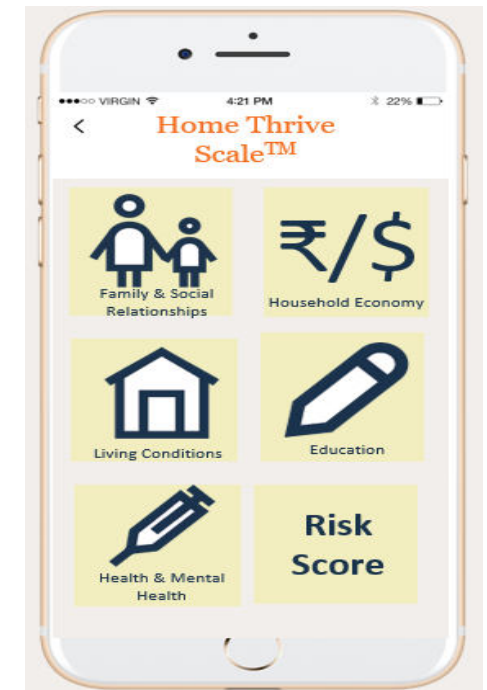 ●●●○○ VIRGIN 4:21 PM 22%
Home Thrive
Scale™
₹/$
Family & Social
Relationships
Household Economy
Living Conditions
Education
Health & Mental
Health
Risk
Score